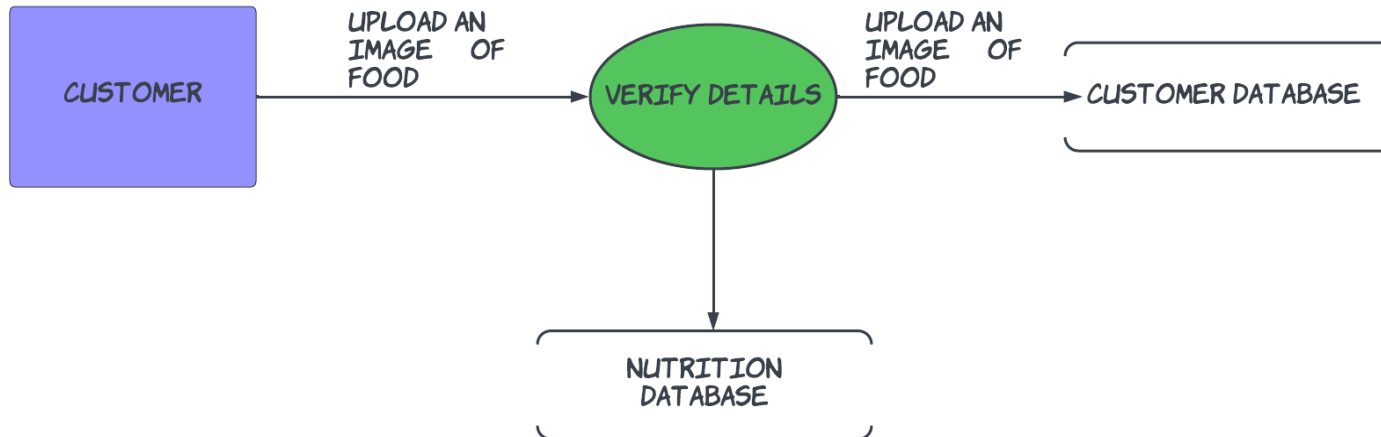 CUSTOMER
UPLOAD AN
IMAGE OF
FOOD
VERIFY DETAILS
UPLOAD AN
IMAGE OF
FOOD
CUSTOMER DATABASE
NUTRITION
DATABASE